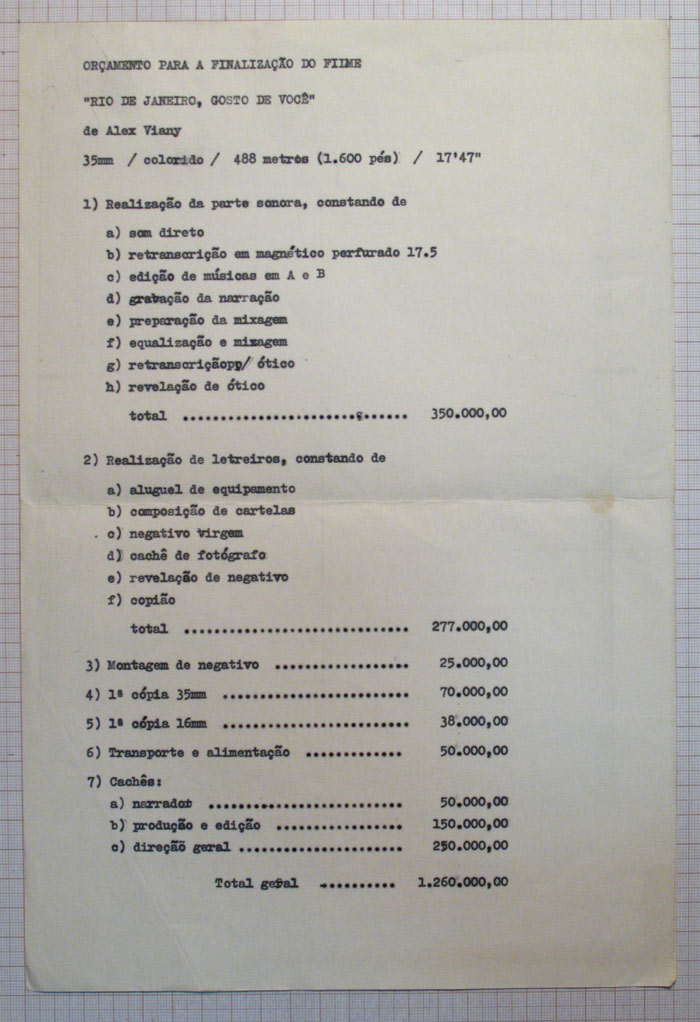 ORÇAMENTO PARA A FINALIZAÇÃO DO FILME
"RIO DE JANEIRO, GOSTO DE VOCÊ"
de Alex Viany
35mm / colorido / 488 metros (1.600 pés) / 17'47"
1) Realização da parte sonora, constando de
a) som direto
b) retranscrição em magnético perfurado 17.5
c) edição de músicas em A e B
d) gravação da narração
e) preparação da mixagem
f) equalização e mixagem
g) retranscriçãopp/ ótico
h) revelação de ótico
total .............................. 350.000,00
2) Realização de letreiros, constando de
a) aluguel de equipamento
b) composição de cartelas
c) negativo virgem
d) cachê de fotógrafo
e) revelação de negativo
f) copião
total .............................. 277.000,00
3) Montagem de negativo .................. 25.000,00
4) 1ª cópia 35mm ......................... 70.000,00
5) 1ª cópia 16mm ......................... 38.000,00
6) Transporte e alimentação ............. 50.000,00
7) Cachês:
a) narrador .......................... 50.000,00
b) produção e edição ................. 150.000,00
c) direção geral ...................... 250.000,00
Total geral .......... 1.260.000,00